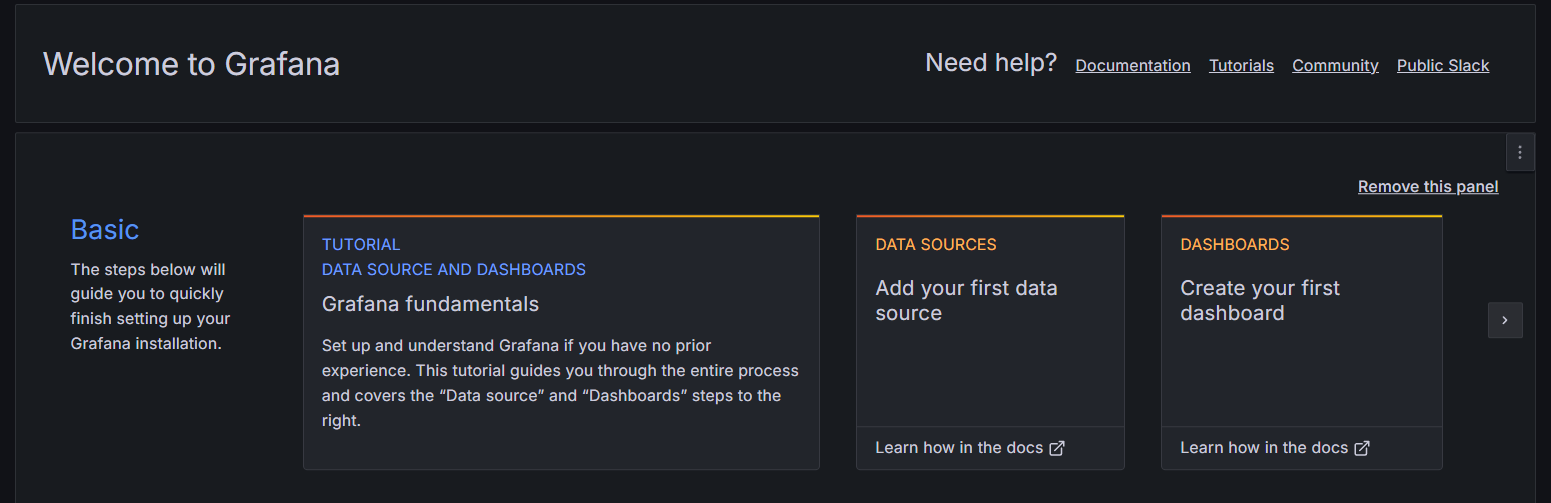 Welcome to Grafana
Need help? Documentation Tutorials Community Public Slack
Remove this panel
Basic
The steps below will
guide you to quickly
finish setting up your
Grafana installation.
TUTORIAL
DATA SOURCE AND DASHBOARDS
Grafana fundamentals
Set up and understand Grafana if you have no prior
experience. This tutorial guides you through the entire process
and covers the “Data source” and “Dashboards” steps to the
right.
DATA SOURCES
Add your first data
source
Learn how in the docs
DASHBOARDS
Create your first
dashboard
Learn how in the docs